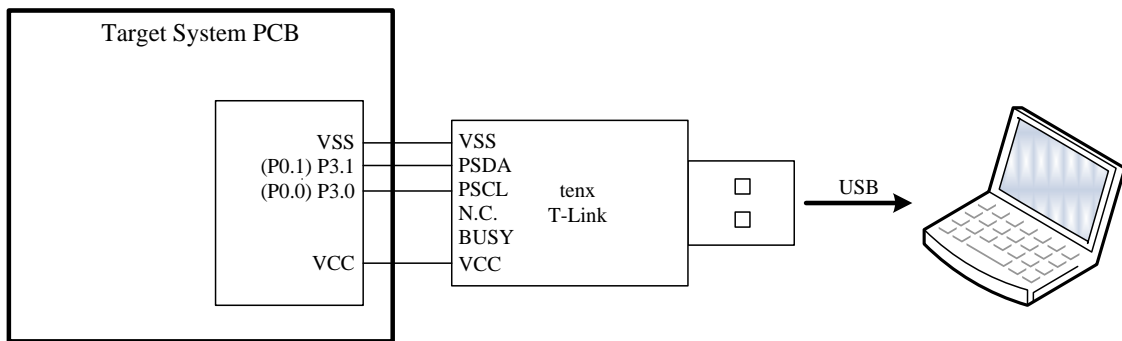 Target System PCB
VSS
(P0.1) P3.1
(P0.0) P3.0
VCC
VSS
PSDA
PSCL
N.C.
BUSY
VCC
tenx
T-Link
USB